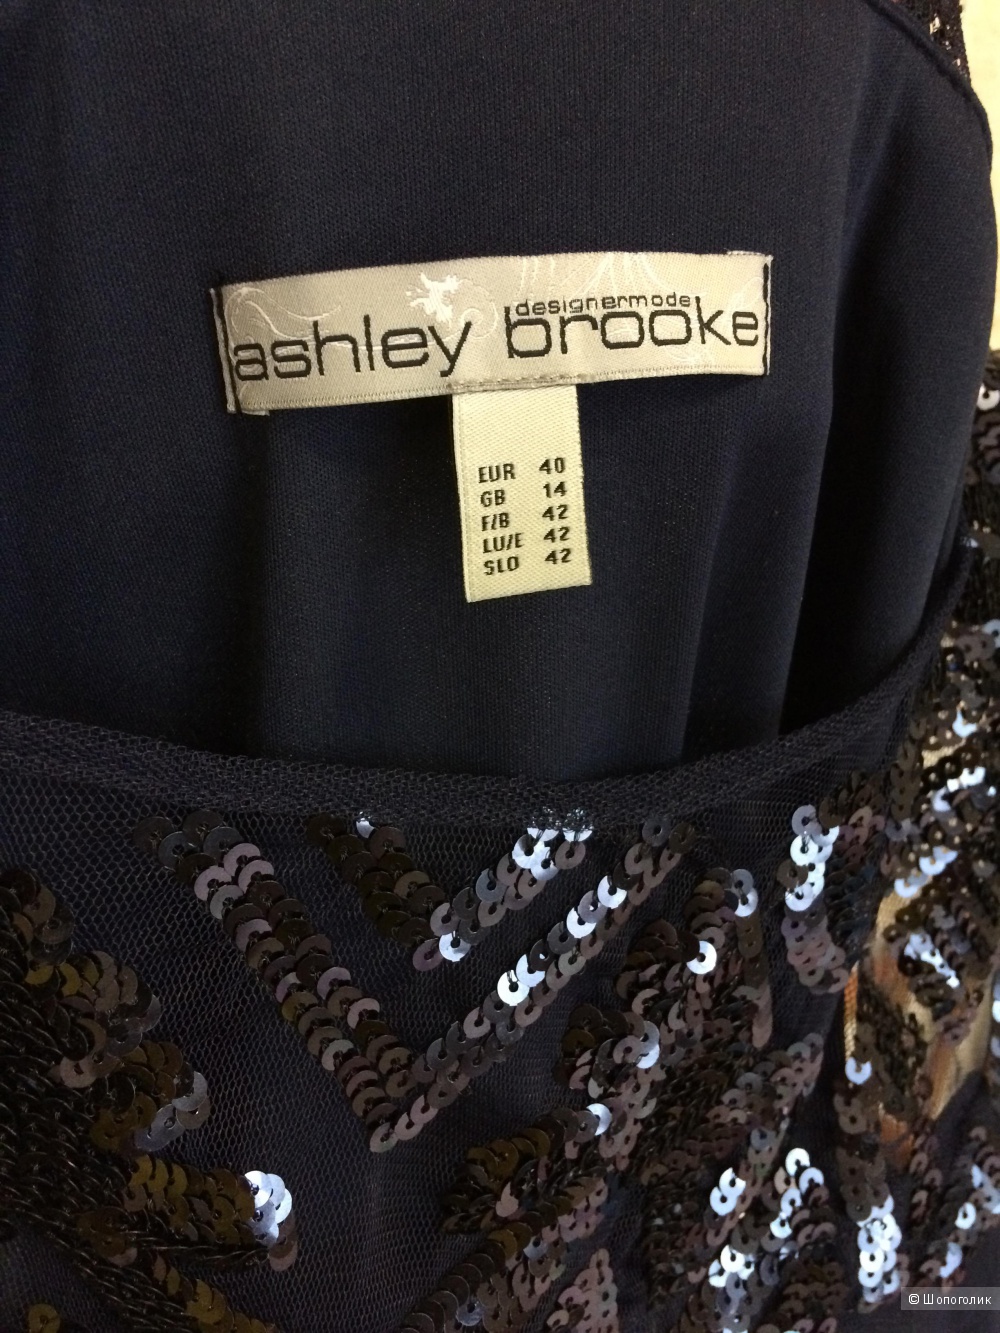 designermode
ashley brooke
EUR 40
GB 14
F/B 42
LU/E 42
SLO 42
© Шопоголик